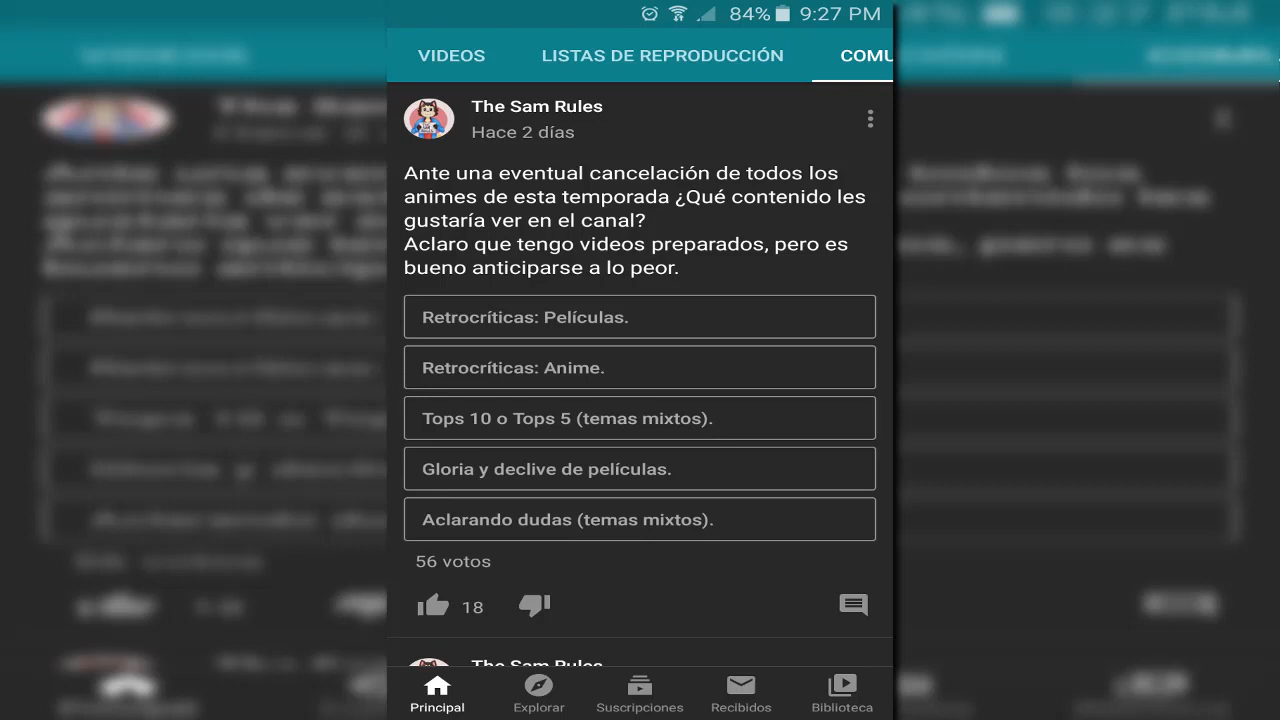 84% 9:27 PM
VIDEOS LISTAS DE REPRODUCCIÓN COMU
The Sam Rules
Hace 2 días
Ante una eventual cancelación de todos los
animes de esta temporada ¿Qué contenido les
gustaría ver en el canal?
Aclaro que tengo videos preparados, pero es
bueno anticiparse a lo peor.
Retrocríticas: Películas.
Retrocríticas: Anime.
Tops 10 o Tops 5 (temas mixtos).
Gloria y declive de películas.
Aclarando dudas (temas mixtos).
56 votos
18
The Sam Rules
Principal Explorar Suscripciones Recibidos Biblioteca